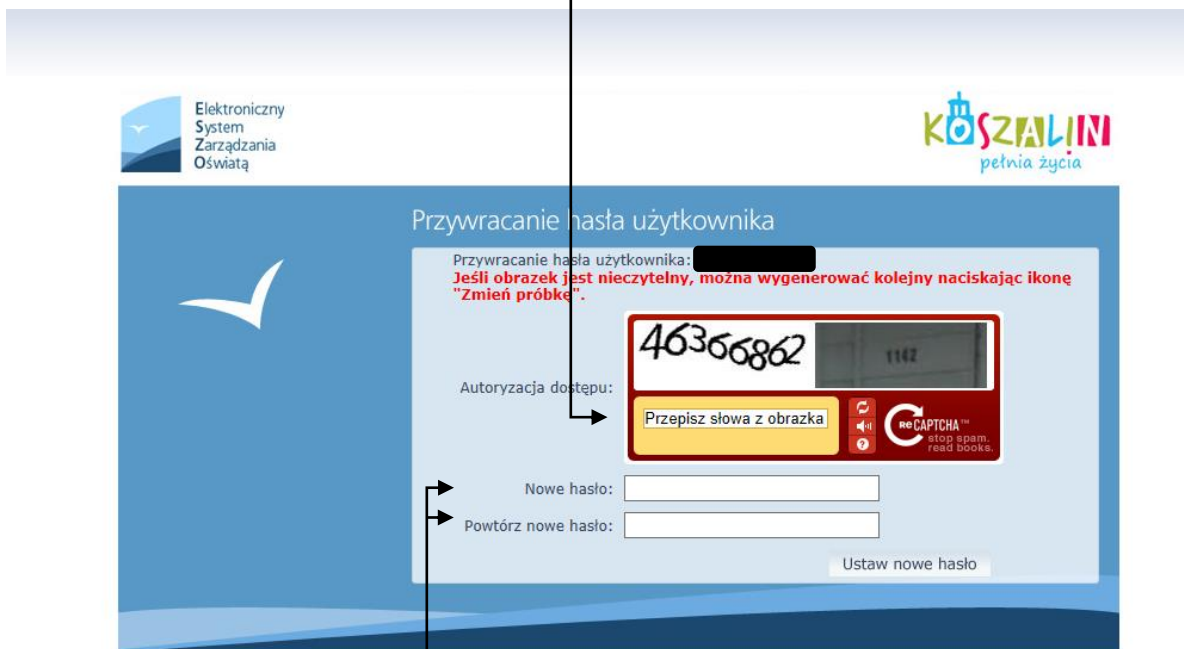 Elektroniczny
System
Zarządzania
Oświatą
KOSZALIN
pełnia życia
Przywracanie hasła użytkownika
Przywracanie hasła użytkownika:
Jeśli obrazek jest nieczytelny, można wygenerować kolejny naciskając ikonę
"Zmień próbkę".
46366862 1142
Autoryzacja dostępu:
Przepisz słowa z obrazka
reCAPTCHA™
stop spam.
read books.
Nowe hasło:
Powtórz nowe hasło:
Ustaw nowe hasło